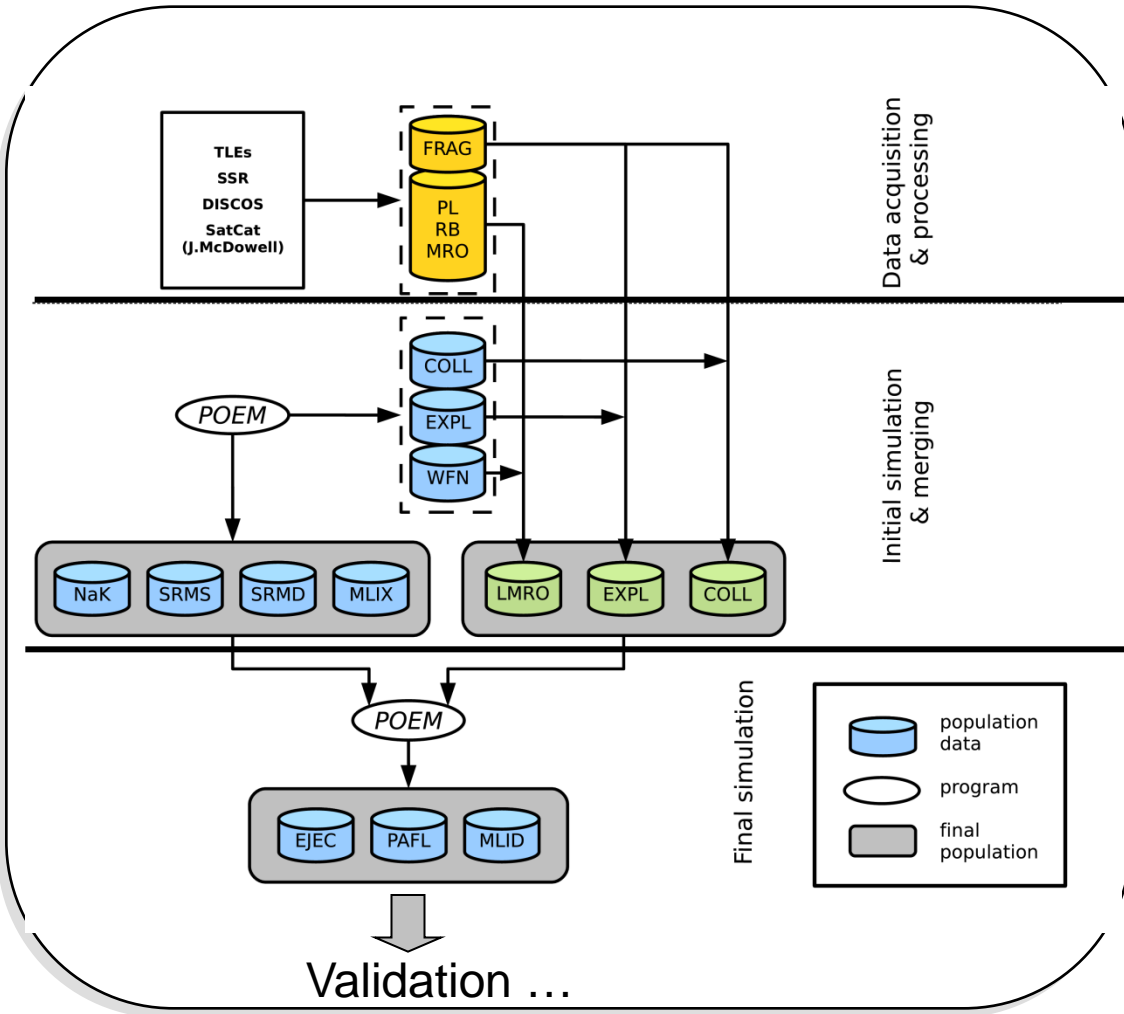 TLEs
SSR
DISCOS
SatCat
(J.McDowell)
FRAG
PL
RB
MRO
Data acquisition
& processing
POEM
COLL
EXPL
WFN
Initial simulation
& merging
NaK
SRMS
SRMD
MLIX
LMRO
EXPL
COLL
POEM
EJEC
PAFL
MLID
Final simulation
population
data
program
final
population
Validation …